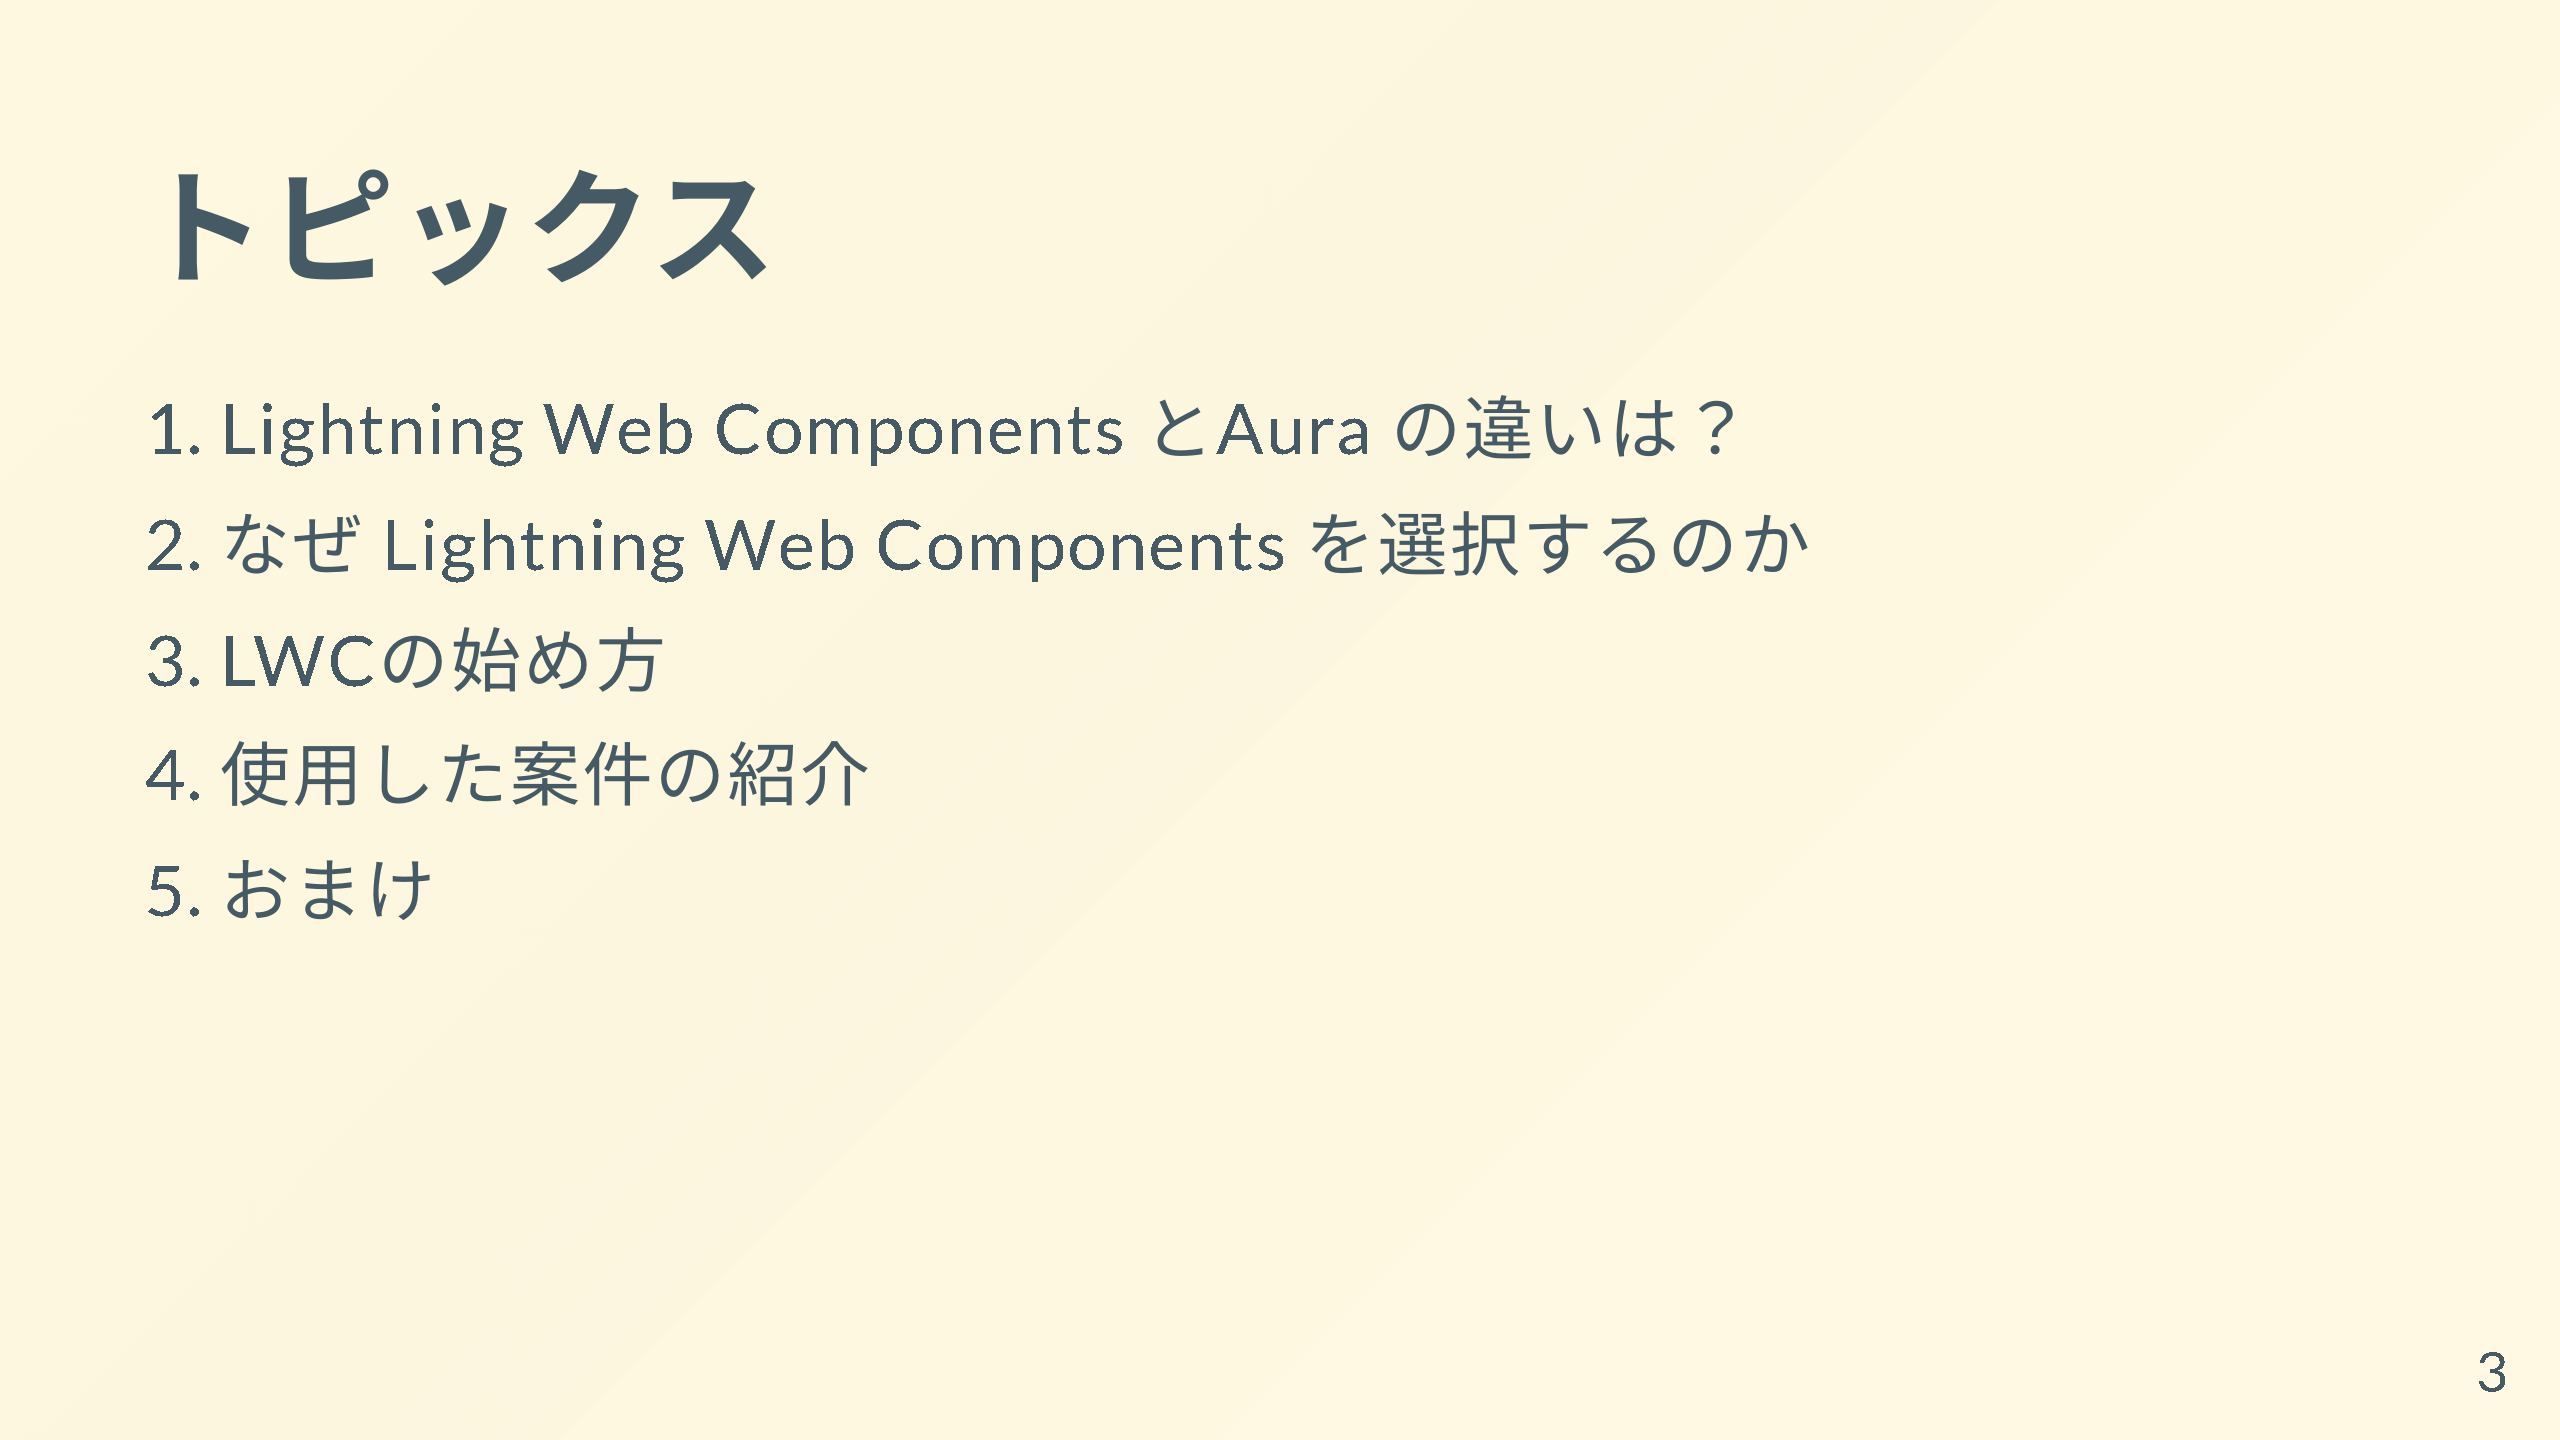 トピックス
1. Lightning Web Components とAura の違いは？
2. なぜ Lightning Web Components を選択するのか
3. LWCの始め方
4. 使用した案件の紹介
5. おまけ
3